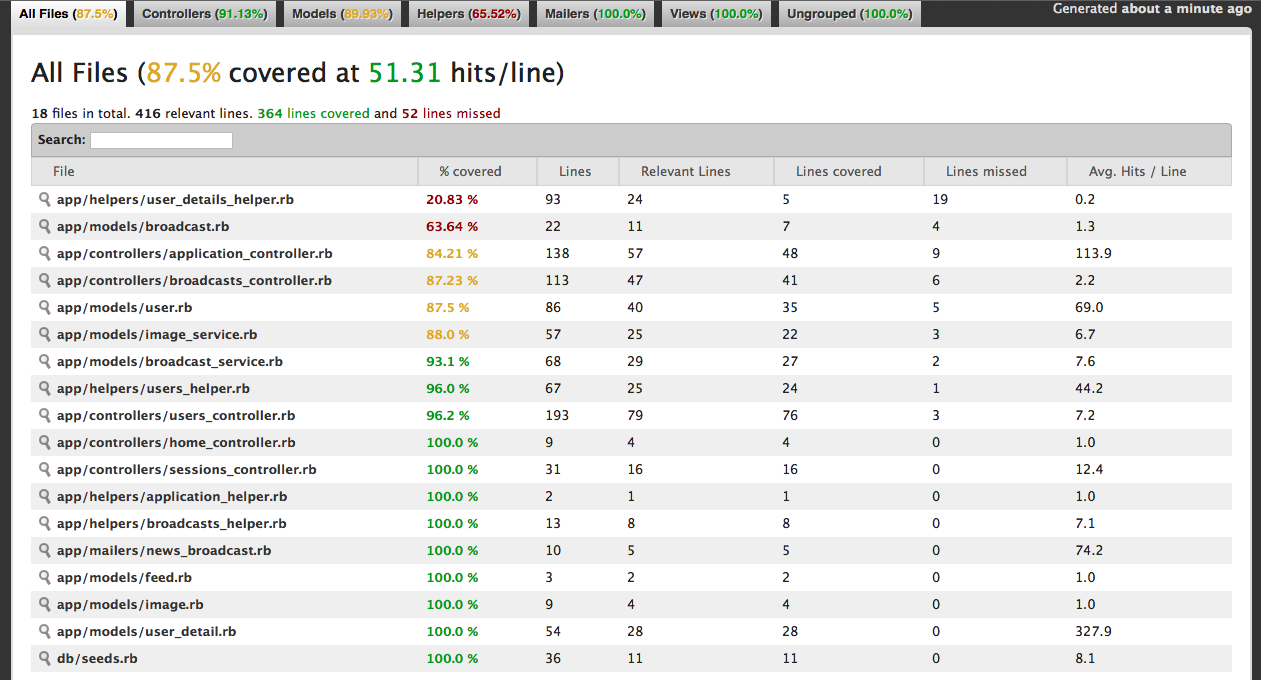 All Files (87.5%) Controllers (91.13%) Models (89.93%) Helpers (65.52%) Mailers (100.0%) Views (100.0%) Ungrouped (100.0%) Generated about a minute ago
All Files (87.5% covered at 51.31 hits/line)
18 files in total. 416 relevant lines. 364 lines covered and 52 lines missed
Search:
File % covered Lines Relevant Lines Lines covered Lines missed Avg. Hits / Line
app/helpers/user_details_helper.rb 20.83 % 93 24 5 19 0.2
app/models/broadcast.rb 63.64 % 22 11 7 4 1.3
app/controllers/application_controller.rb 84.21 % 138 57 48 9 113.9
app/controllers/broadcasts_controller.rb 87.23 % 113 47 41 6 2.2
app/models/user.rb 87.5 % 86 40 35 5 69.0
app/models/image_service.rb 88.0 % 57 25 22 3 6.7
app/models/broadcast_service.rb 93.1 % 68 29 27 2 7.6
app/helpers/users_helper.rb 96.0 % 67 25 24 1 44.2
app/controllers/users_controller.rb 96.2 % 193 79 76 3 7.2
app/controllers/home_controller.rb 100.0 % 9 4 4 0 1.0
app/controllers/sessions_controller.rb 100.0 % 31 16 16 0 12.4
app/helpers/application_helper.rb 100.0 % 2 1 1 0 1.0
app/helpers/broadcasts_helper.rb 100.0 % 13 8 8 0 7.1
app/mailers/news_broadcast.rb 100.0 % 10 5 5 0 74.2
app/models/feed.rb 100.0 % 3 2 2 0 1.0
app/models/image.rb 100.0 % 9 4 4 0 1.0
app/models/user_detail.rb 100.0 % 54 28 28 0 327.9
db/seeds.rb 100.0 % 36 11 11 0 8.1